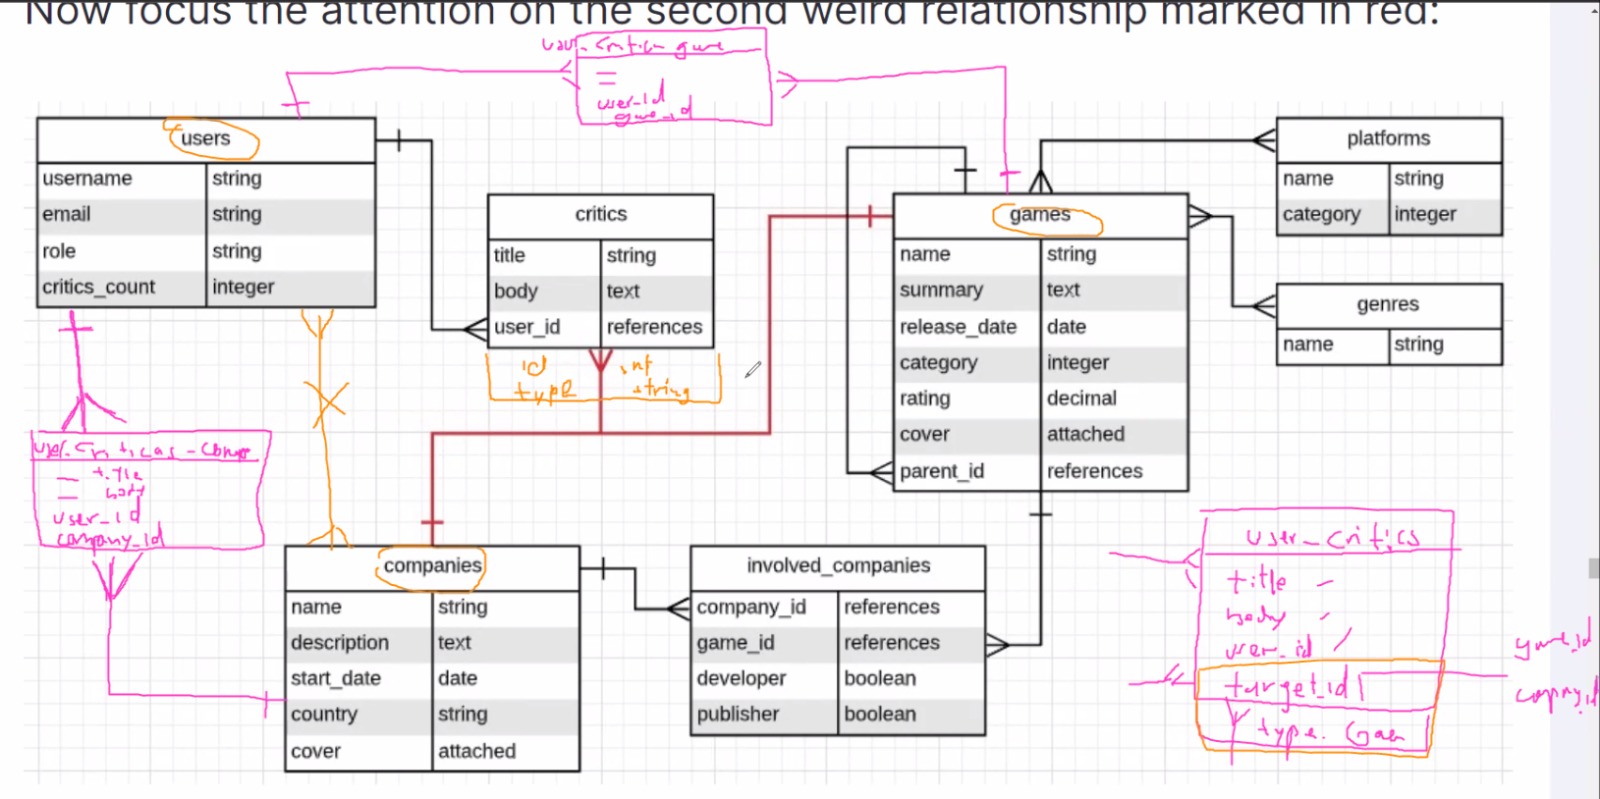 Now focus the attention on the second weird relationship marked in red:
user_id
game_id
users
username string
email string
role string
critics_count integer
critics
title string
body text
user_id references
id int
type string
games
name string
summary text
release_date date
category integer
rating decimal
cover attached
parent_id references
platforms
name string
category integer
genres
name string
title
body
user_id
company_id
companies
name string
description text
start_date date
country string
cover attached
involved_companies
company_id references
game_id references
developer boolean
publisher boolean
user_critics
title
body
user_id
target_id
type.
game_id